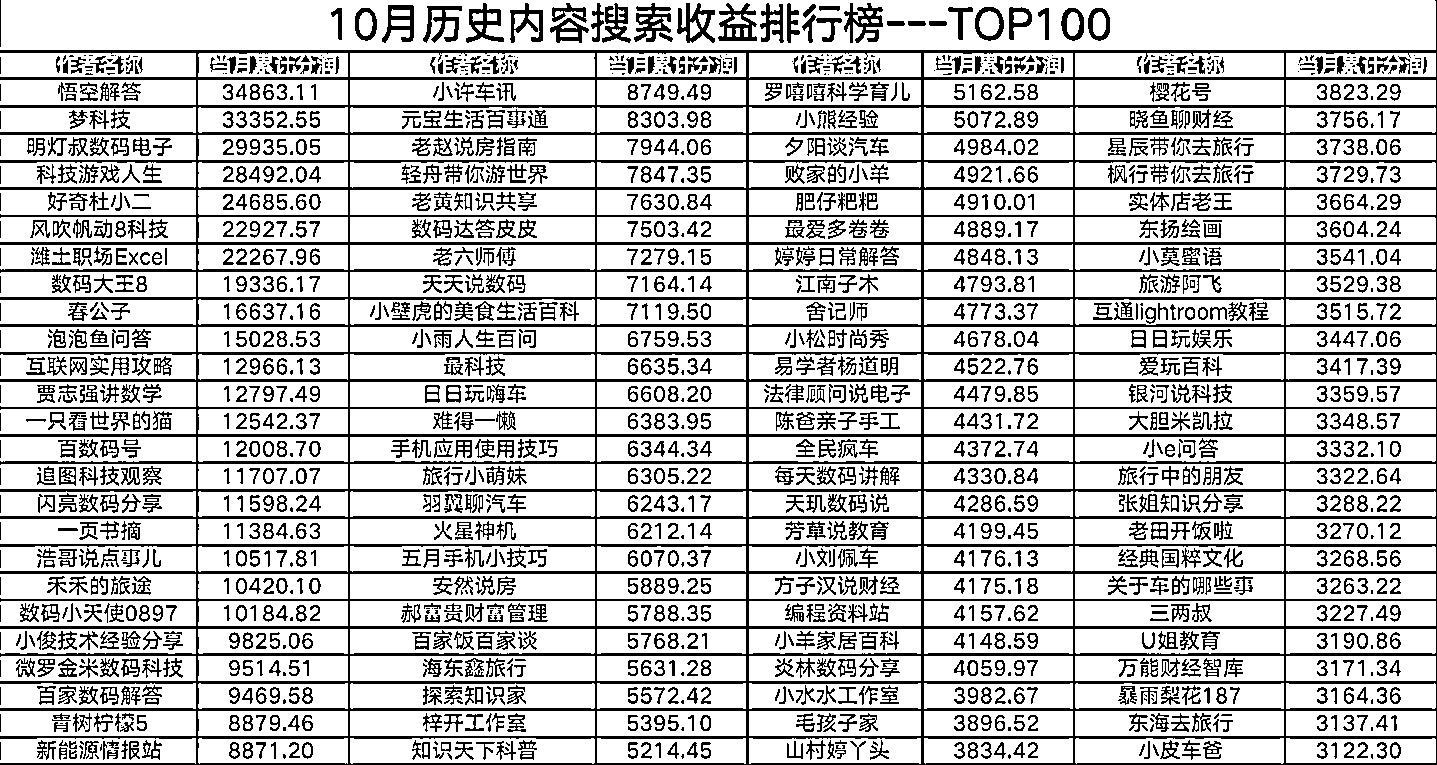 10月历史内容搜索收益排行榜---TOP100
作者名称 当月累计分润 作者名称 当月累计分润 作者名称 当月累计分润 作者名称 当月累计分润
悟空解答 34863.11 小许车讯 8749.49 罗嘻嘻科学育儿 5162.58 樱花号 3823.29
梦科技 33352.55 元宝生活百事通 8303.98 小熊经验 5072.89 晓鱼聊财经 3756.17
明灯叔数码电子 29935.05 老赵说房指南 7944.06 夕阳谈汽车 4984.02 星辰带你去旅行 3738.06
科技游戏人生 28492.04 轻舟带你游世界 7847.35 败家的小羊 4921.66 枫行带你去旅行 3729.73
好奇杜小二 24685.60 老黄知识共享 7630.84 肥仔粑粑 4910.01 实体店老王 3664.29
风吹帆动8科技 22927.57 数码达答皮皮 7503.42 最爱多卷卷 4889.17 东扬绘画 3604.24
潍土职场Excel 22267.96 老六师傅 7279.15 婷婷日常解答 4848.13 小莫蜜语 3541.04
数码大王8 19336.17 天天说数码 7164.14 江南子木 4793.81 旅游阿飞 3529.38
春公子 16637.16 小壁虎的美食生活百科 7119.50 舍记师 4773.37 互通lightroom教程 3515.72
泡泡鱼问答 15028.53 小雨人生百问 6759.53 小松时尚秀 4678.04 日日玩娱乐 3447.06
互联网实用攻略 12966.13 最科技 6635.34 易学者杨道明 4522.76 爱玩百科 3417.39
贾志强讲数学 12797.49 日日玩嗨车 6608.20 法律顾问说电子 4479.85 银河说科技 3359.57
一只看世界的猫 12542.37 难得一懒 6383.95 陈爸亲子手工 4431.72 大胆米凯拉 3348.57
百数码号 12008.70 手机应用使用技巧 6344.34 全民疯车 4372.74 小e问答 3332.10
追图科技观察 11707.07 旅行小萌妹 6305.22 每天数码讲解 4330.84 旅行中的朋友 3322.64
闪亮数码分享 11598.24 羽翼聊汽车 6243.17 天玑数码说 4286.59 张姐知识分享 3288.22
一页书摘 11384.63 火星神机 6212.14 芳草说教育 4199.45 老田开饭啦 3270.12
浩哥说点事儿 10517.81 五月手机小技巧 6070.37 小刘佩车 4176.13 经典国粹文化 3268.56
禾禾的旅途 10420.10 安然说房 5889.25 方子汉说财经 4175.18 关于车的哪些事 3263.22
数码小天使0897 10184.82 郝富贵财富管理 5788.35 编程资料站 4157.62 三两叔 3227.49
小俊技术经验分享 9825.06 百家饭百家谈 5768.21 小羊家居百科 4148.59 U姐教育 3190.86
微罗金米数码科技 9514.51 海东鑫旅行 5631.28 炎林数码分享 4059.97 万能财经智库 3171.34
百家数码解答 9469.58 探索知识家 5572.42 小水水工作室 3982.67 暴雨梨花187 3164.36
青树柠檬5 8879.46 梓开工作室 5395.10 毛孩子家 3896.52 东海去旅行 3137.41
新能源情报站 8871.20 知识天下科普 5214.45 山村婷丫头 3834.42 小皮车爸 3122.30